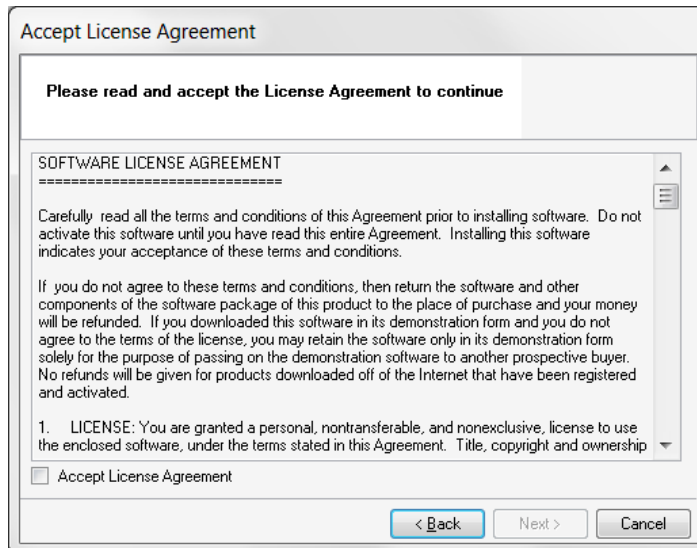 Accept License Agreement
Please read and accept the License Agreement to continue
SOFTWARE LICENSE AGREEMENT
==============================
Carefully  read all the terms and conditions of this Agreement prior to installing software.  Do not
activate this software until you have read this entire Agreement.  Installing this software
indicates your acceptance of these terms and conditions.
If  you do not agree to these terms and conditions, then return the software and other
components of the software package of this product to the place of purchase and your money
will be refunded.  If you downloaded this software in its demonstration form and you do not
agree to the terms of the license, you may retain the software only in its demonstration form
solely for the purpose of passing on the demonstration software to another prospective buyer.
No refunds will be given for products downloaded off of the Internet that have been registered
and activated.
1.    LICENSE: You are granted a personal, nontransferable, and nonexclusive, license to use
the enclosed software, under the terms stated in this Agreement.  Title, copyright and ownership
Accept License Agreement
< Back
Next >
Cancel